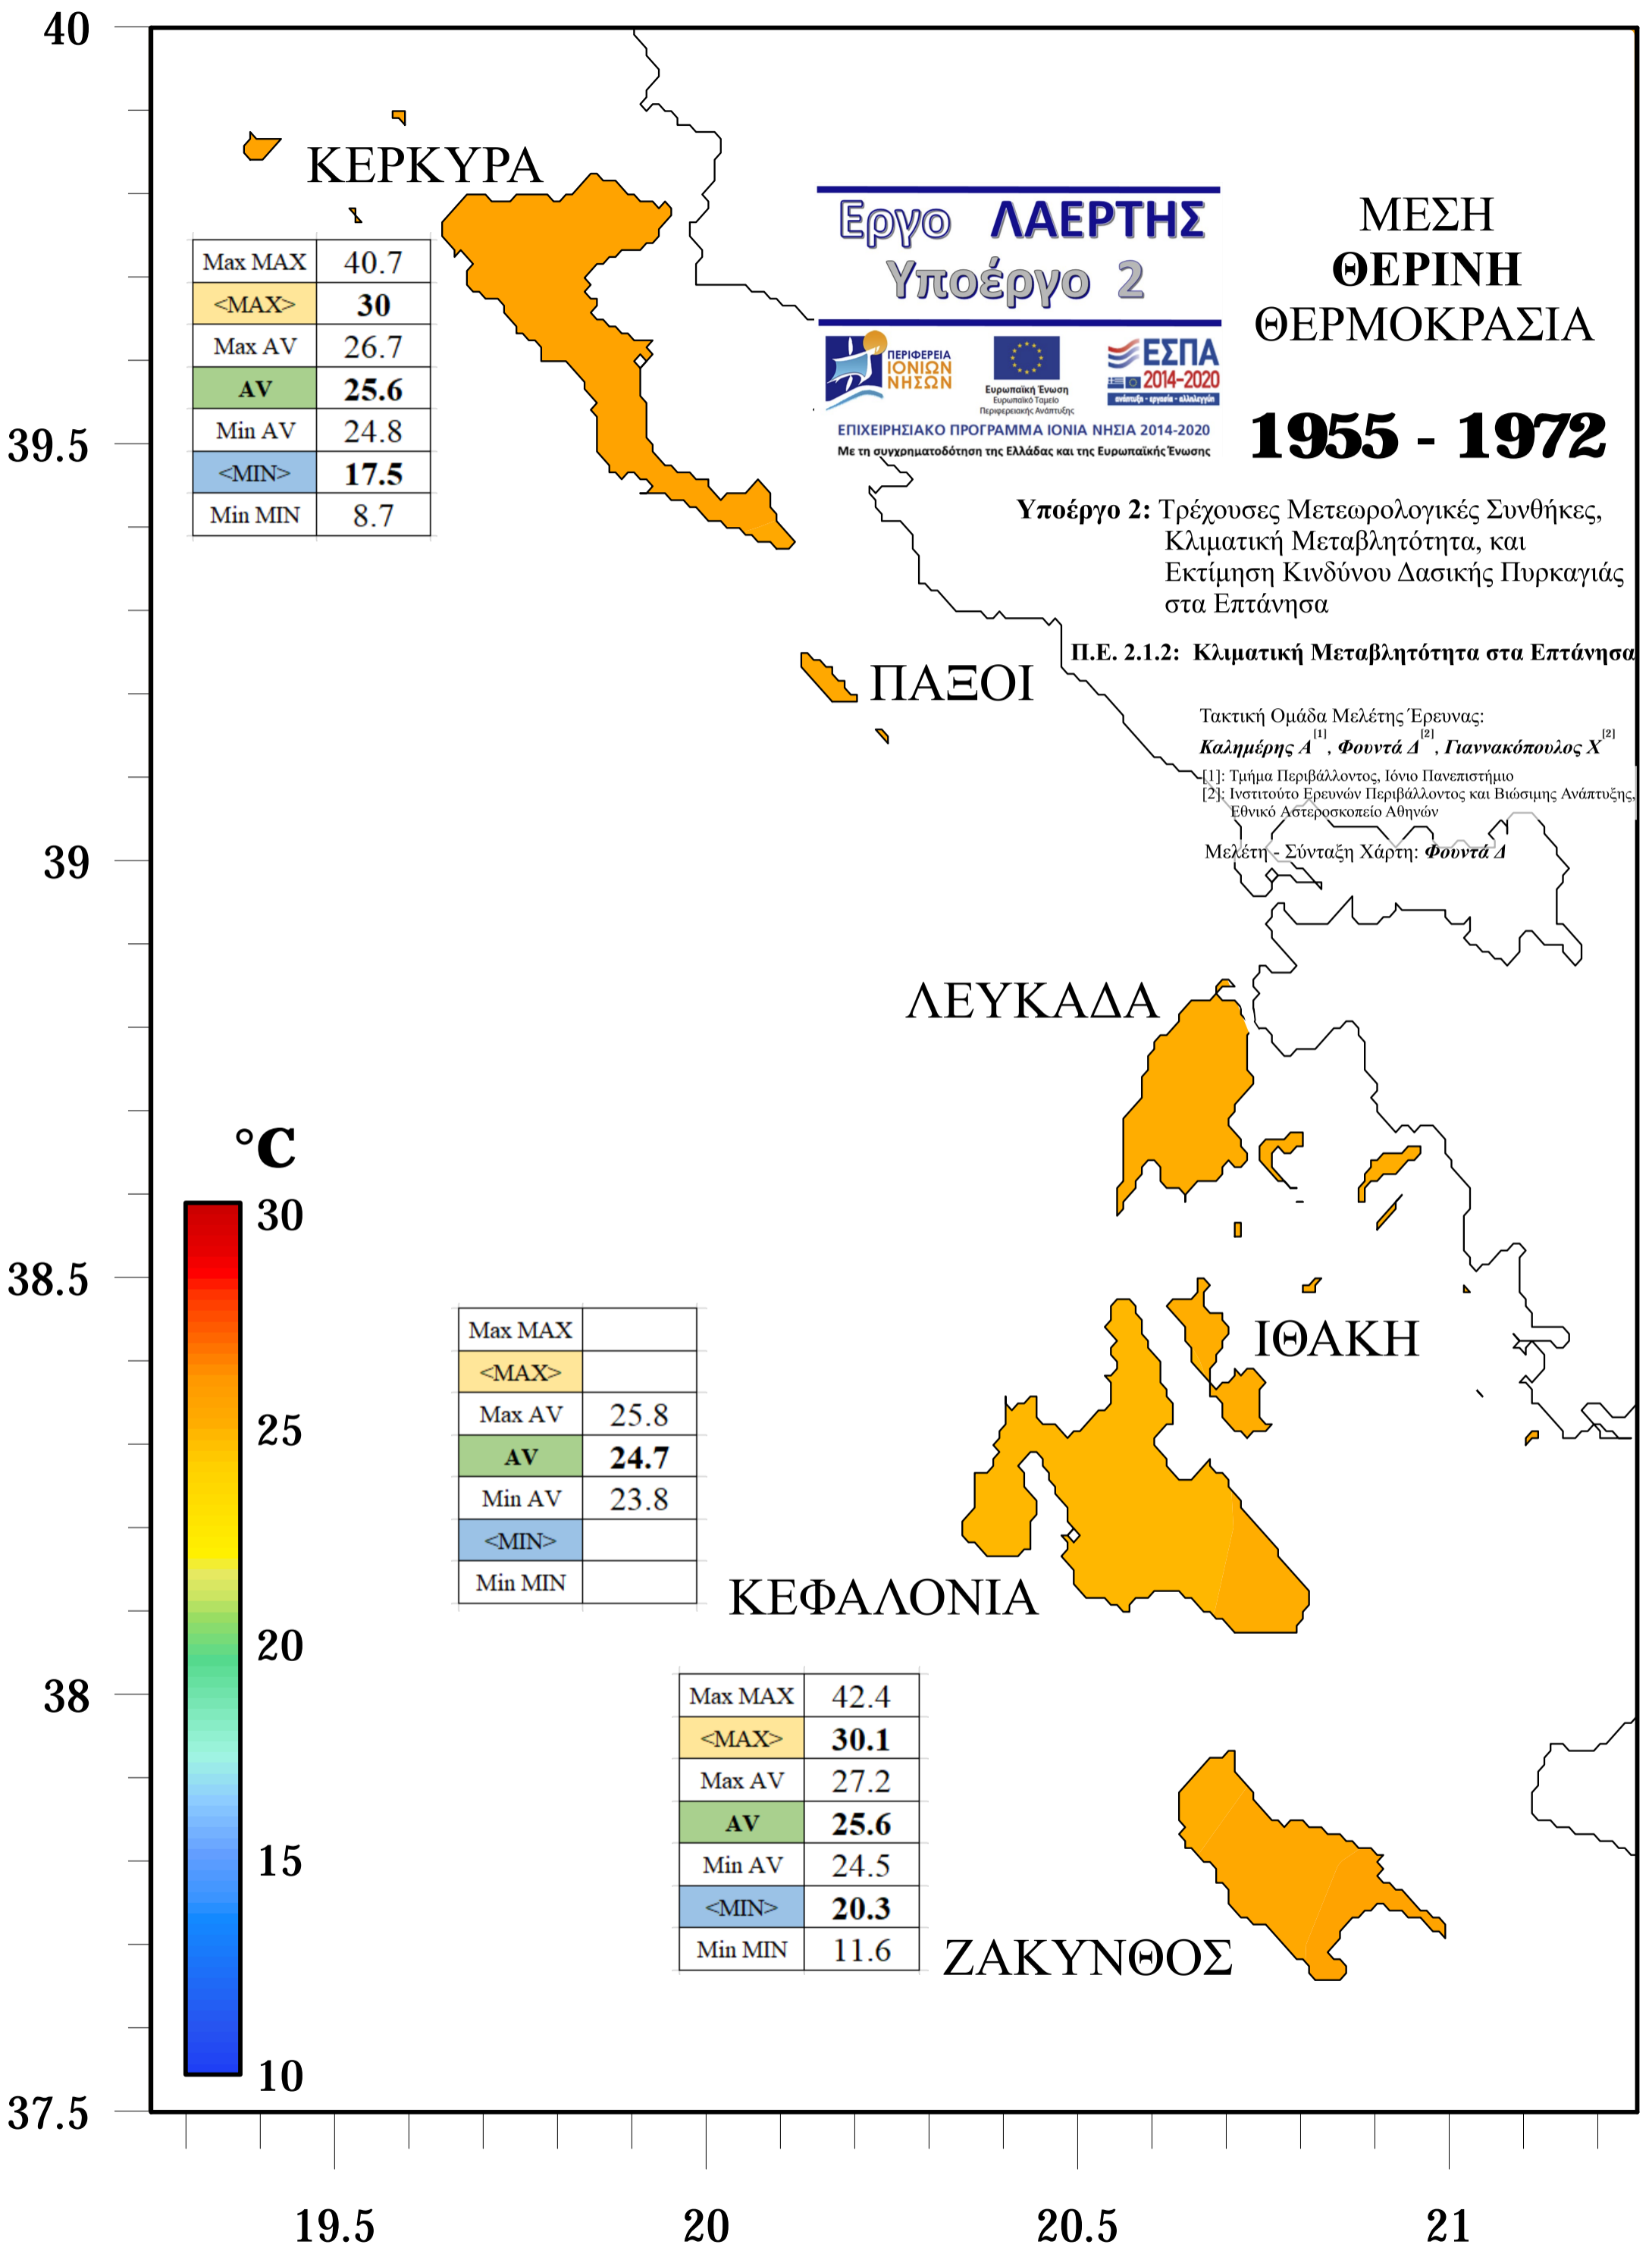 40
39.5
39
38.5
38
37.5
19.5
20
20.5
21
ΚΕΡΚΥΡΑ
Max MAX 40.7
<MAX> 30
Max AV 26.7
AV 25.6
Min AV 24.8
<MIN> 17.5
Min MIN 8.7
Εργο ΛΑΕΡΤΗΣ
Υποέργο 2
ΠΕΡΙΦΕΡΕΙΑ
ΙΟΝΙΩΝ
ΝΗΣΩΝ
Ευρωπαϊκή Ένωση
Ευρωπαϊκό Ταμείο
Περιφερειακής Ανάπτυξης
ΕΣΠΑ
2014-2020
ανάπτυξη - εργασία - αλληλεγγύη
ΕΠΙΧΕΙΡΗΣΙΑΚΟ ΠΡΟΓΡΑΜΜΑ ΙΟΝΙΑ ΝΗΣΙΑ 2014-2020
Με τη συγχρηματοδότηση της Ελλάδας και της Ευρωπαϊκής Ένωσης
ΜΕΣΗ
ΘΕΡΙΝΗ
ΘΕΡΜΟΚΡΑΣΙΑ
1955 - 1972
Υποέργο 2: Τρέχουσες Μετεωρολογικές Συνθήκες,
Κλιματική Μεταβλητότητα, και
Εκτίμηση Κινδύνου Δασικής Πυρκαγιάς
στα Επτάνησα
Π.Ε. 2.1.2: Κλιματική Μεταβλητότητα στα Επτάνησα
Τακτική Ομάδα Μελέτης Έρευνας:
Καλημέρης Α[1], Φουντά Δ[2], Γιαννακόπουλος Χ[2]
[1]: Τμήμα Περιβάλλοντος, Ιόνιο Πανεπιστήμιο
[2]: Ινστιτούτο Ερευνών Περιβάλλοντος και Βιώσιμης Ανάπτυξης,
Εθνικό Αστεροσκοπείο Αθηνών
Μελέτη - Σύνταξη Χάρτη: Φουντά Δ
ΠΑΞΟΙ
ΛΕΥΚΑΔΑ
°C
30
25
20
15
10
ΙΘΑΚΗ
Max MAX
<MAX>
Max AV 25.8
AV 24.7
Min AV 23.8
<MIN>
Min MIN
ΚΕΦΑΛΟΝΙΑ
Max MAX 42.4
<MAX> 30.1
Max AV 27.2
AV 25.6
Min AV 24.5
<MIN> 20.3
Min MIN 11.6
ΖΑΚΥΝΘΟΣ